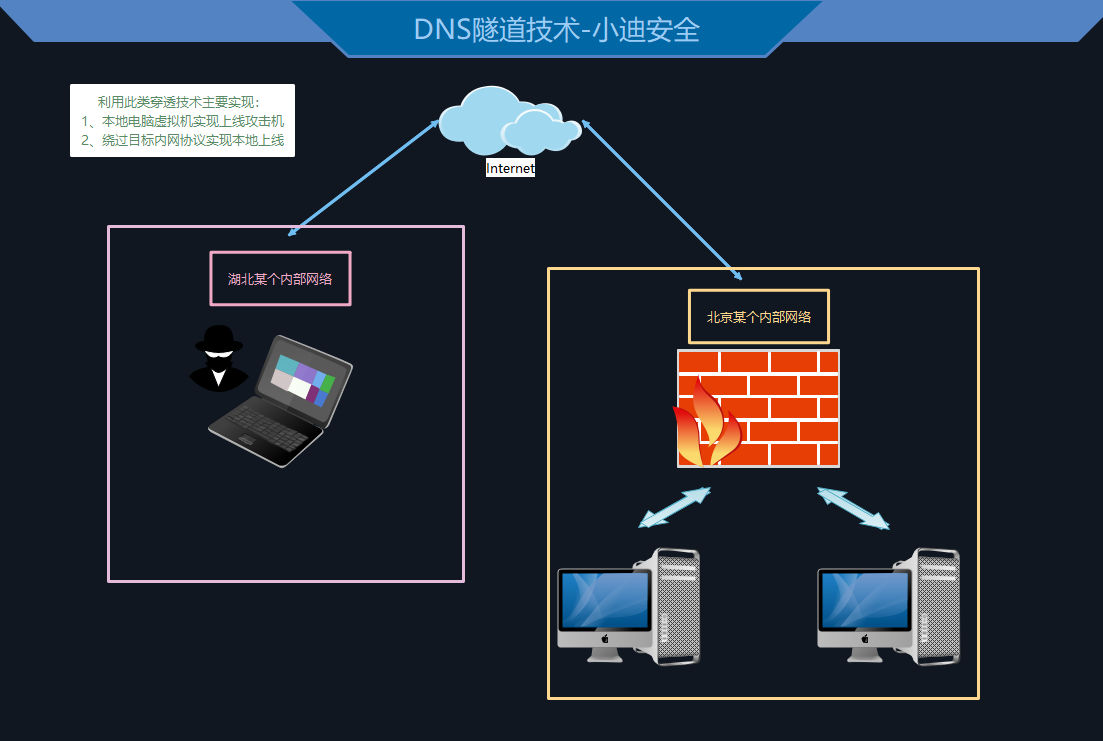 DNS隧道技术-小迪安全
利用此类穿透技术主要实现：
1、本地电脑虚拟机实现上线攻击机
2、绕过目标内网协议实现本地上线
Internet
湖北某个内部网络
北京某个内部网络